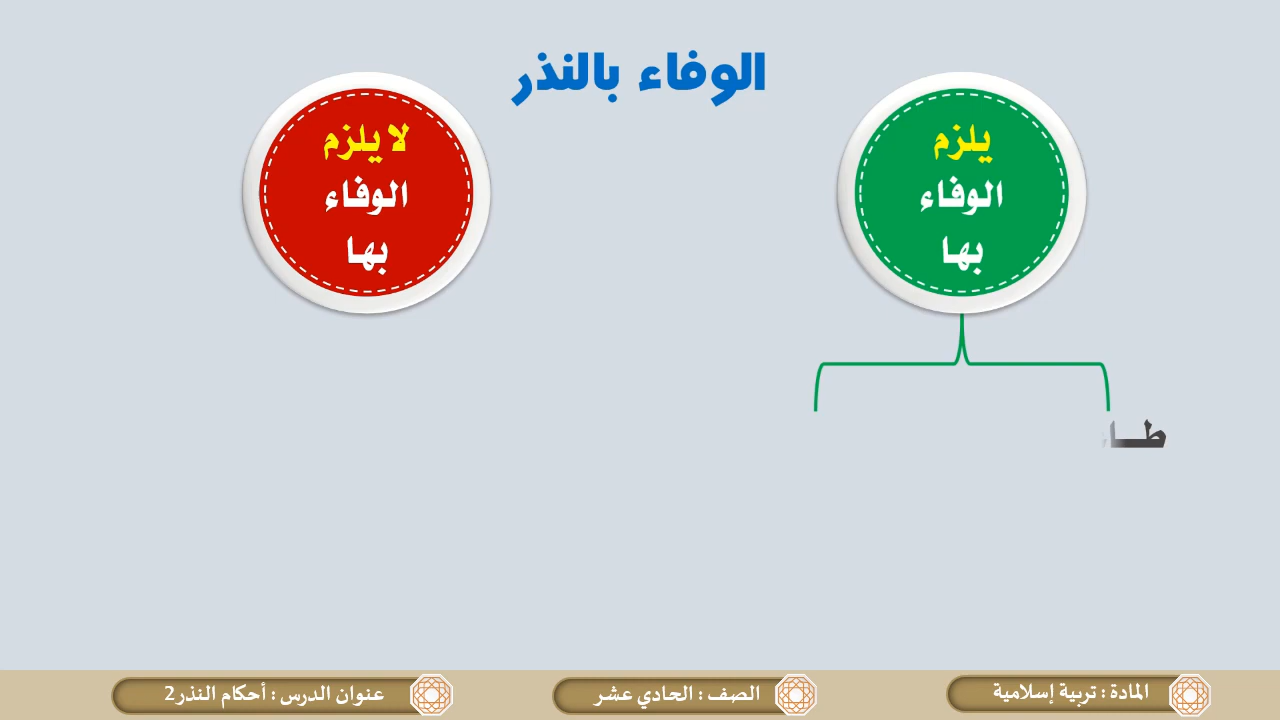 الوفاء بالنذر
يلزم
الوفاء
بها
لا يلزم
الوفاء
بها
المادة : تربية إسلامية
الصف : الحادي عشر
عنوان الدرس : أحكام النذر2